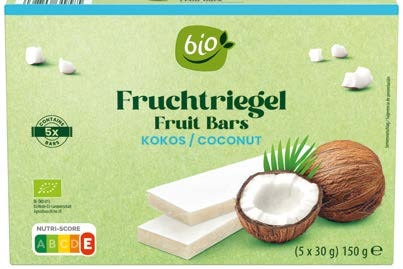 bio
Fruchtriegel
Fruit Bars
KOKOS / COCONUT
CONTAINS
5x
BARS
NUTRI-SCORE
A B C D E
(5 x 30 g) 150 g e